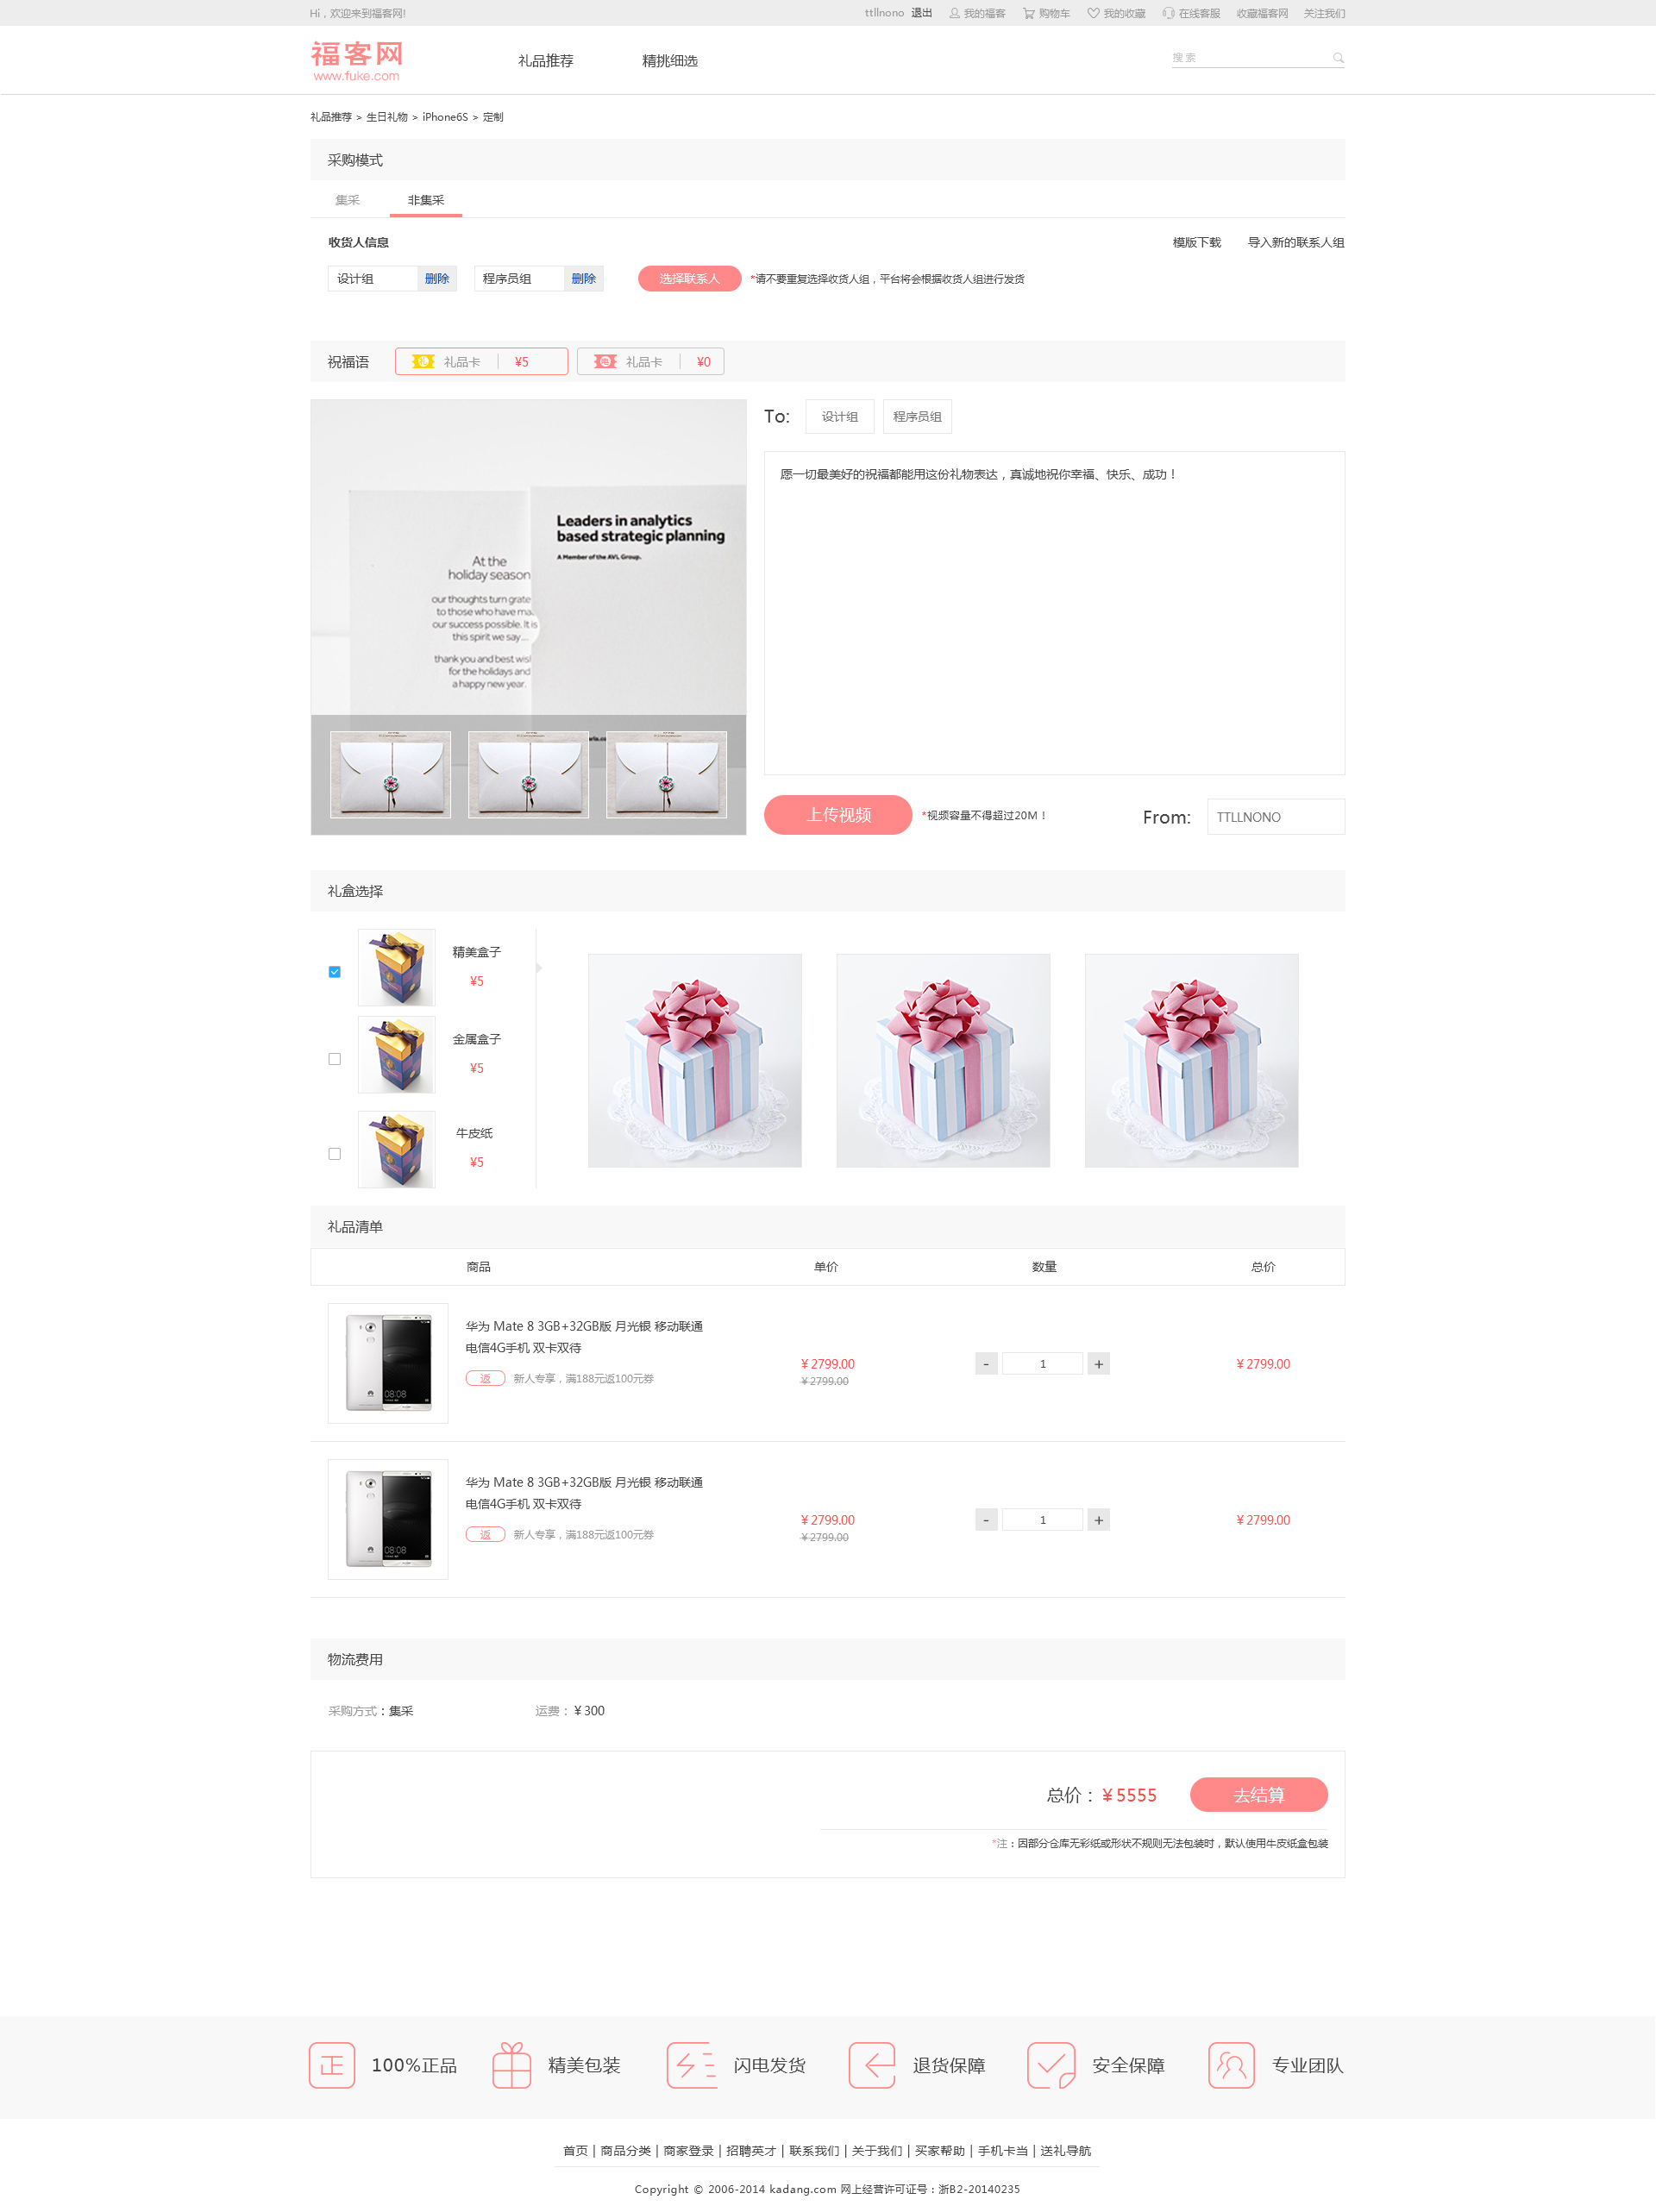 Hi，欢迎来到福客网!
ttllnono 退出 我的福客 购物车 我的收藏 在线客服 收藏福客网 关注我们
福客网
www.fuke.com
礼品推荐 精挑细选 搜索
礼品推荐 > 生日礼物 > iPhone6S > 定制
采购模式
集采 非集采
收货人信息 模版下载 导入新的联系人组
设计组 删除 程序员组 删除 选择联系人 *请不要重复选择收货人组，平台将会根据收货人组进行发货
祝福语 礼品卡 ¥5 礼品卡 ¥0
To: 设计组 程序员组
愿一切最美好的祝福都能用这份礼物表达，真诚地祝你幸福、快乐、成功！
Leaders in analytics
based strategic planning
A Member of the AVL Group.
At the
holiday season
our thoughts turn grate
to those who have ma
our success possible. It is
this spirit we say...
thank you and best wis
for the holidays and
a happy new year.
上传视频 *视频容量不得超过20M！ From: TTLLNONO
礼盒选择
精美盒子
¥5
金属盒子
¥5
牛皮纸
¥5
礼品清单
商品 单价 数量 总价
华为 Mate 8 3GB+32GB版 月光银 移动联通
电信4G手机 双卡双待
返 新人专享，满188元返100元券
08:08
￥2799.00
￥2799.00
- 1 +
￥2799.00
华为 Mate 8 3GB+32GB版 月光银 移动联通
电信4G手机 双卡双待
返 新人专享，满188元返100元券
08:08
￥2799.00
￥2799.00
- 1 +
￥2799.00
物流费用
采购方式：集采 运费：￥300
总价：￥5555 去结算
*注：因部分仓库无彩纸或形状不规则无法包装时，默认使用牛皮纸盒包装
正 100%正品 精美包装 闪电发货 退货保障 安全保障 专业团队
首页 | 商品分类 | 商家登录 | 招聘英才 | 联系我们 | 关于我们 | 买家帮助 | 手机卡当 | 送礼导航
Copyright © 2006-2014 kadang.com 网上经营许可证号：浙B2-20140235